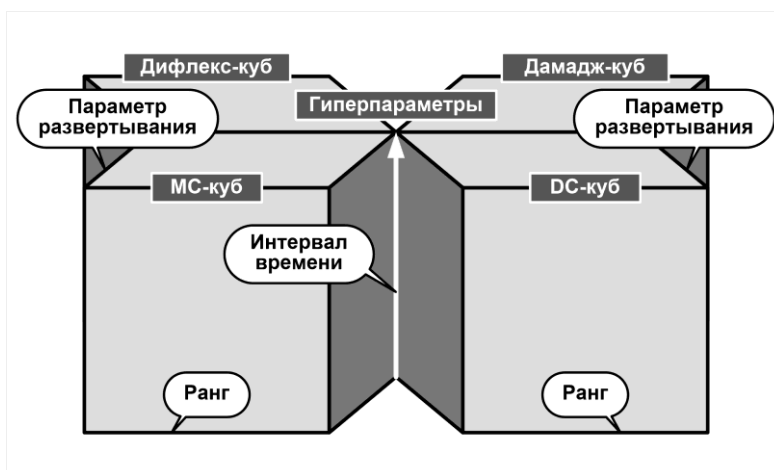 Дифлекс-куб
Дамадж-куб
Параметр
развертывания
Гиперпараметры
Параметр
развертывания
МС-куб
DC-куб
Интервал
времени
Ранг
Ранг